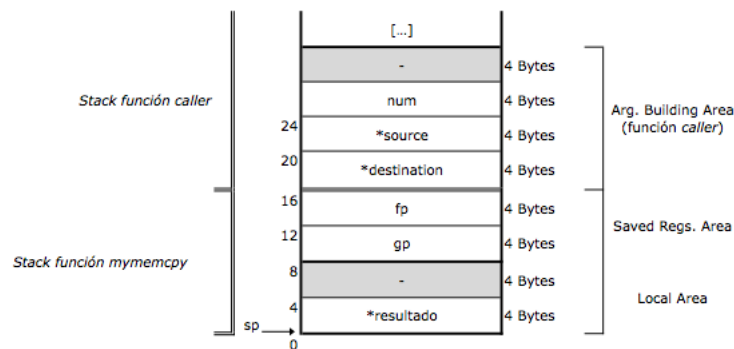 [...]
-
4 Bytes
Stack función caller
num
4 Bytes
Arg. Building Area
(función caller)
24
*source
4 Bytes
20
*destination
4 Bytes
16
fp
4 Bytes
Saved Regs. Area
12
gp
4 Bytes
Stack función mymemcpy
8
-
4 Bytes
Local Area
4
*resultado
4 Bytes
sp
0